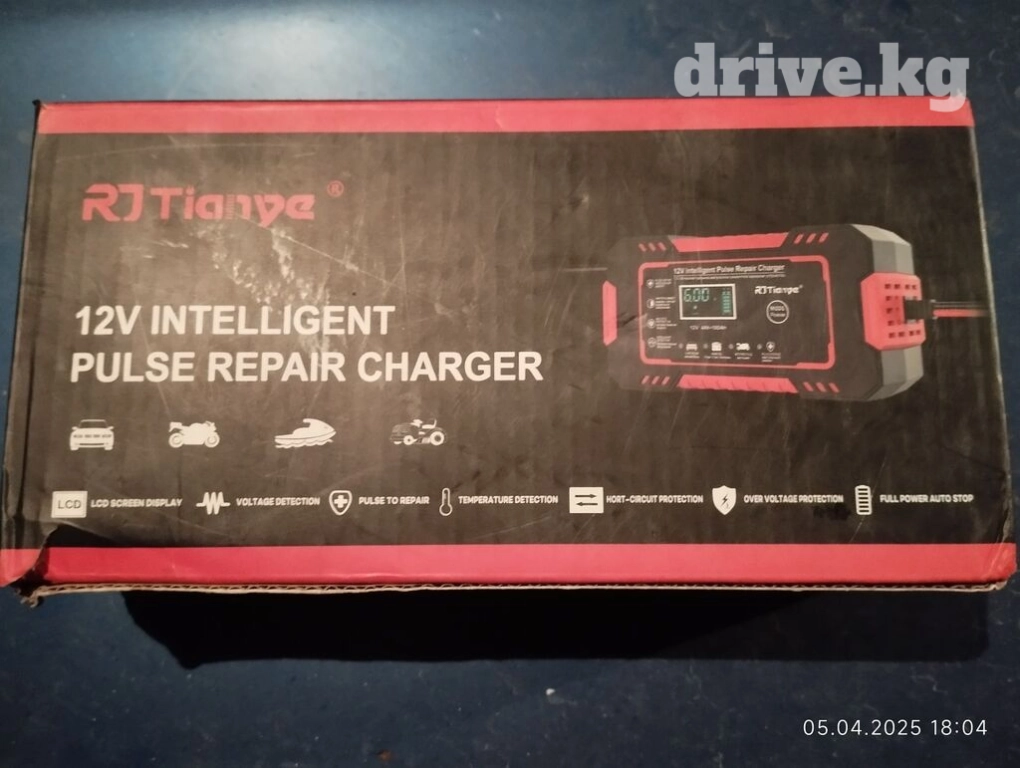 drive.kg
RJ Tianye ®
12V INTELLIGENT
PULSE REPAIR CHARGER
12V Intelligent Pulse Repair Charger
6.00
RJTianye
LCD LCD SCREEN DISPLAY VOLTAGE DETECTION PULSE TO REPAIR TEMPERATURE DETECTION HORT-CIRCUIT PROTECTION OVER VOLTAGE PROTECTION FULL POWER AUTO STOP
05.04.2025 18:04